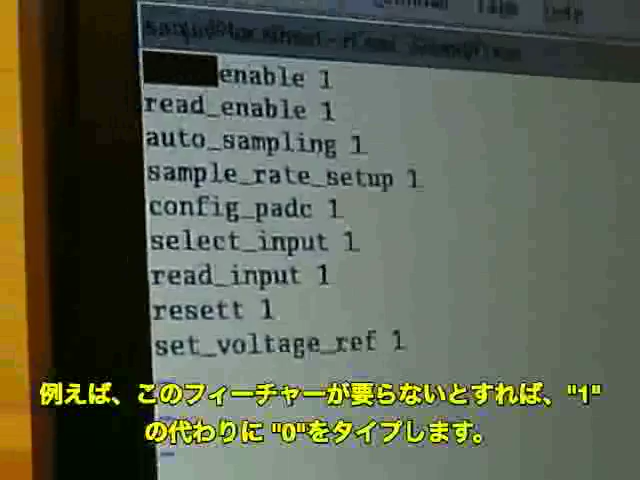 enable 1
read_enable 1
auto_sampling 1
sample_rate_setup 1
config_padc 1
select_input 1
read_input 1
resett 1
set_voltage_ref 1
例えば、このフィーチャーが要らないとすれば、"1"
の代わりに "0"をタイプします。